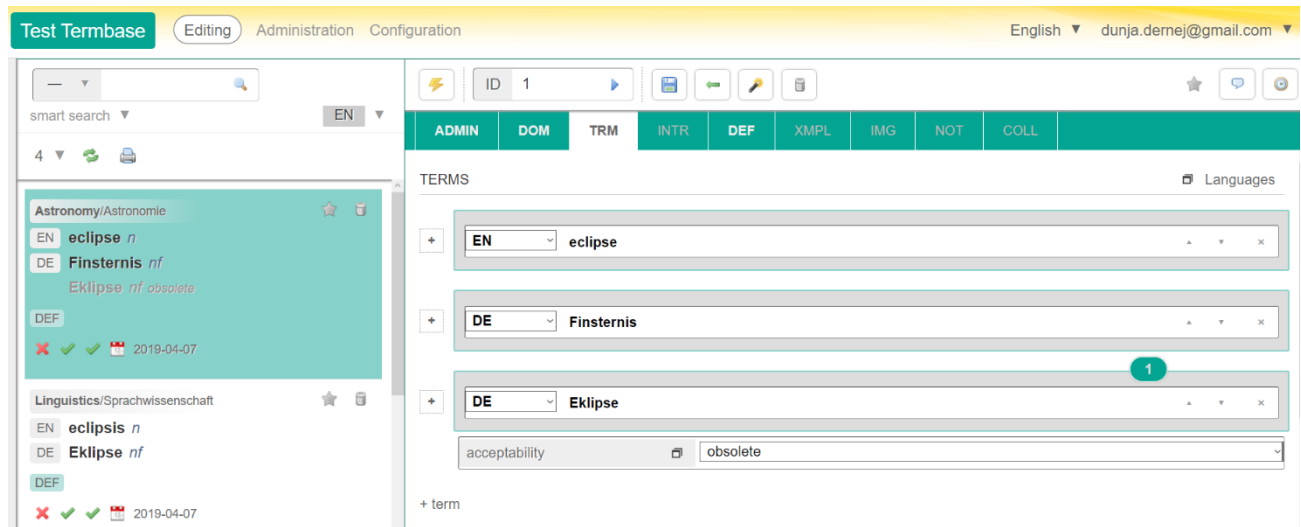 Test Termbase Editing Administration Configuration English ▼ dunja.dernej@gmail.com ▼
— ▼
smart search ▼ EN ▼
4 ▼
Astronomy/Astronomie
EN eclipse n
DE Finsternis nf
Eklipse nf obsolete
DEF
2019-04-07
Linguistics/Sprachwissenschaft
EN eclipsis n
DE Eklipse nf
DEF
2019-04-07
ID 1
ADMIN DOM TRM INTR DEF XMPL IMG NOT COLL
TERMS Languages
+ EN eclipse
+ DE Finsternis
1
+ DE Eklipse
acceptability obsolete
+ term